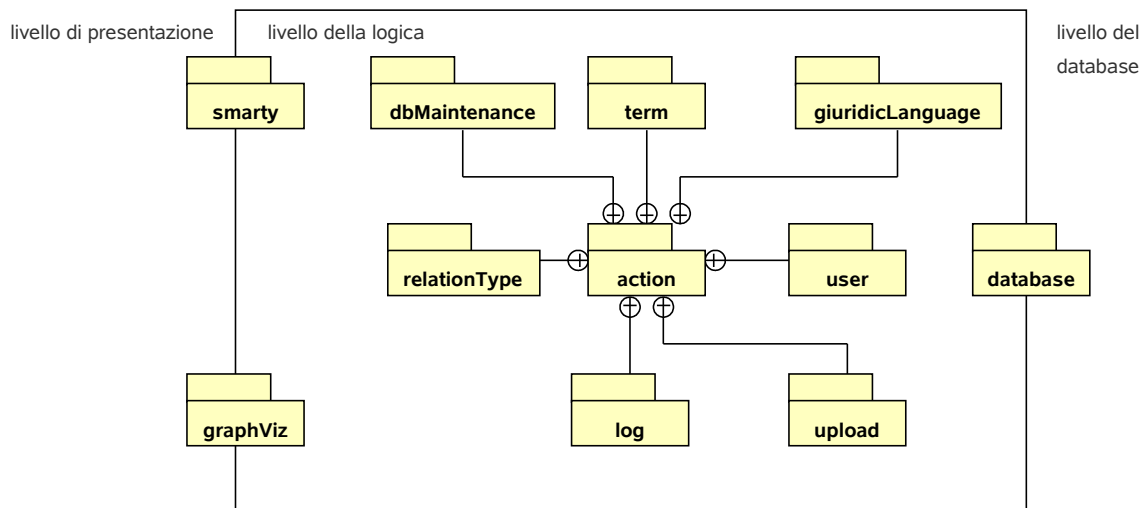 livello di presentazione
livello della logica
livello del
database
smarty
dbMaintenance
term
giuridicLanguage
relationType
action
user
database
graphViz
log
upload